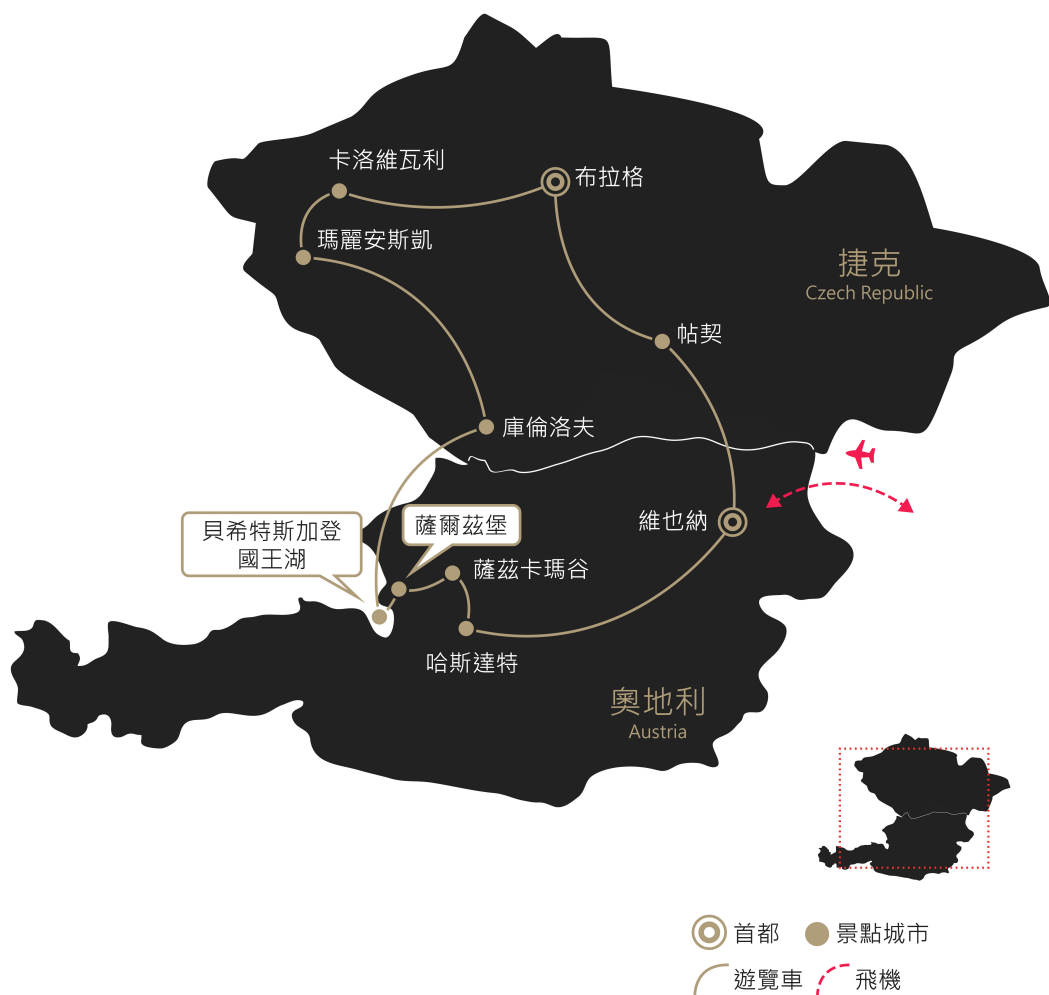 卡洛維瓦利
布拉格
瑪麗安斯凱
捷克
Czech Republic
帖契
庫倫洛夫
維也納
薩爾茲堡
貝希特斯加登
國王湖
薩茲卡瑪谷
哈斯達特
奧地利
Austria
首都
景點城市
遊覽車
飛機